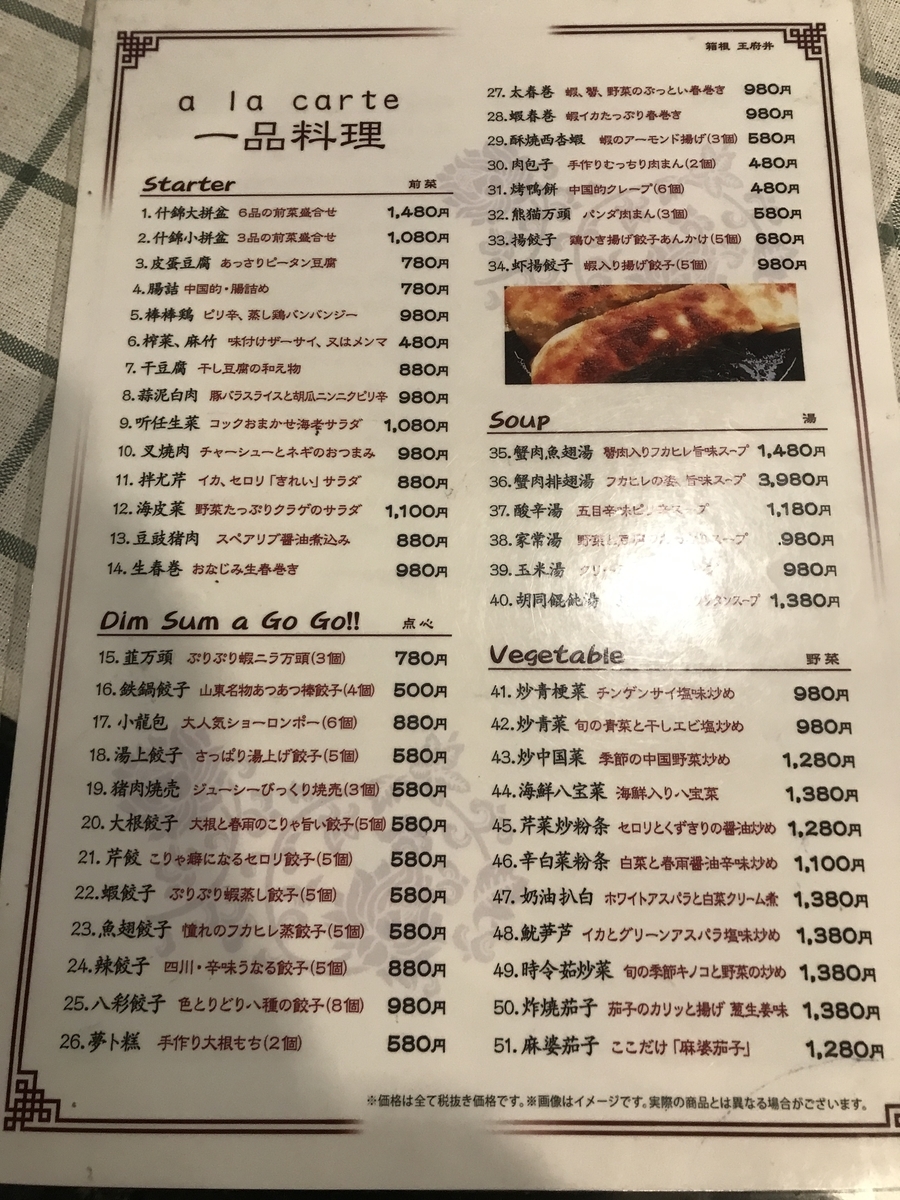 箱根 王府井
a la carte
一品料理
Starter 前菜
1.什錦大拼盆 6品の前菜盛合せ 1,480円
2.什錦小拼盆 3品の前菜盛合せ 1,080円
3.皮蛋豆腐 あっさりピータン豆腐 780円
4.腸詰 中国的・腸詰め 780円
5.棒棒鶏 ピリ辛、蒸し鶏バンバンジー 980円
6.榨菜、麻竹 味付けザーサイ、又はメンマ 480円
7.干豆腐 干し豆腐の和え物 880円
8.蒜泥白肉 豚バラスライスと胡瓜ニンニクピリ辛 980円
9.听任生菜 コックおまかせ海老サラダ 1,080円
10.叉焼肉 チャーシューとネギのおつまみ 980円
11.拌尤芹 イカ、セロリ「きれい」サラダ 880円
12.海皮菜 野菜たっぷりクラゲのサラダ 1,100円
13.豆豉猪肉 スペアリブ醤油煮込み 880円
14.生春巻 おなじみ生春巻き 980円
Dim Sum a Go Go!! 点心
15.韮万頭 ぷりぷり蝦ニラ万頭(3個) 780円
16.鉄鍋餃子 山東名物あつあつ棒餃子(4個) 500円
17.小龍包 大人気ショーロンポー(6個) 880円
18.湯上餃子 さっぱり湯上げ餃子(5個) 580円
19.猪肉焼売 ジューシーびっくり焼売(3個) 580円
20.大根餃子 大根と春雨のこりゃ旨い餃子(5個) 580円
21.芹餃 こりゃ癖になるセロリ餃子(5個) 580円
22.蝦餃子 ぷりぷり蝦蒸し餃子(5個) 580円
23.魚翅餃子 憧れのフカヒレ蒸餃子(5個) 580円
24.辣餃子 四川・辛味うなる餃子(5個) 880円
25.八彩餃子 色とりどり八種の餃子(8個) 980円
26.夢卜糕 手作り大根もち(2個) 580円
27.太春巻 蝦、蟹、野菜のぶっとい春巻き 980円
28.蝦春巻 蝦イカたっぷり春巻き 980円
29.酥焼西杏蝦 蝦のアーモンド揚げ(3個) 580円
30.肉包子 手作りむっちり肉まん(2個) 480円
31.烤鴨餅 中国的クレープ(6個) 480円
32.熊猫万頭 パンダ肉まん(3個) 580円
33.揚餃子 鶏ひき揚げ餃子あんかけ(5個) 680円
34.虾揚餃子 蝦入り揚げ餃子(5個) 980円
Soup 湯
35.蟹肉魚翅湯 蟹肉入りフカヒレ旨味スープ 1,480円
36.蟹肉排翅湯 フカヒレの姿、旨味スープ 3,980円
37.酸辛湯 五目辛味ピリ辛スープ 1,180円
38.家常湯 野菜と豆腐 スープ .980円
39.玉米湯 クリ 980円
40.胡同餛飩湯 ンタンスープ 1,380円
Vegetable 野菜
41.炒青梗菜 チンゲンサイ塩味炒め 980円
42.炒青菜 旬の青菜と干しエビ塩炒め 980円
43.炒中国菜 季節の中国野菜炒め 1,280円
44.海鮮八宝菜 海鮮入り八宝菜 1,380円
45.芹菜炒粉条 セロリとくずきりの醤油炒め 1,280円
46.辛白菜粉条 白菜と春雨醤油辛味炒め 1,100円
47.奶油扒白 ホワイトアスパラと白菜クリーム煮 1,380円
48.魷笋芦 イカとグリーンアスパラ塩味炒め 1,380円
49.時令茹炒菜 旬の季節キノコと野菜の炒め 1,380円
50.炸焼茄子 茄子のカリッと揚げ 葱生姜味 1,380円
51.麻婆茄子 ここだけ「麻婆茄子」 1,280円
※価格は全て税抜き価格です。※画像はイメージです。実際の商品とは異なる場合がございます。